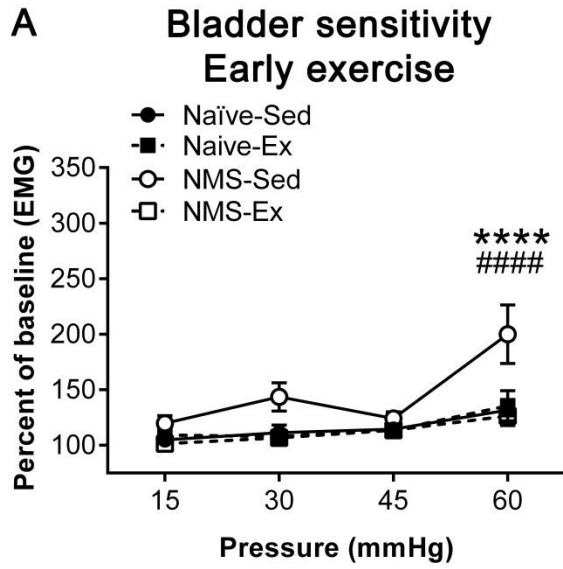 A
Bladder sensitivity
Early exercise
Naïve-Sed
Naive-Ex
NMS-Sed
NMS-Ex
Percent of baseline (EMG)
350
300
250
200
150
100
****
####
15 30 45 60
Pressure (mmHg)